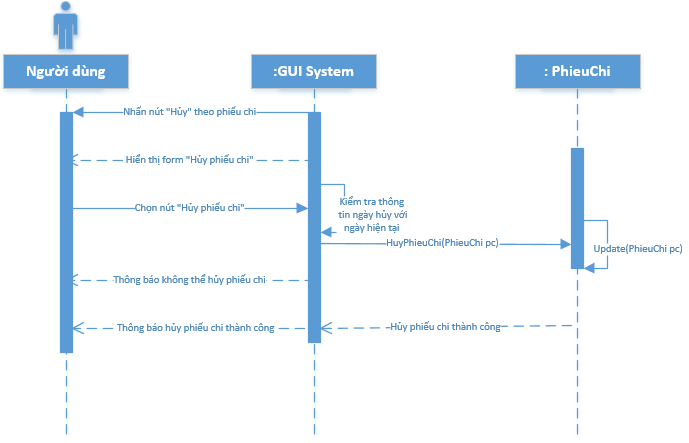 Người dùng
:GUI System
: PhieuChi
Nhấn nút "Hủy" theo phiếu chi
Hiển thị form "Hủy phiếu chi"
Chọn nút "Hủy phiếu chi"
Kiểm tra thông
tin ngày hủy với
ngày hiện tại
HuyPhieuChi(PhieuChi pc)
Update(PhieuChi pc)
Thông báo không thể hủy phiếu chi
Thông báo hủy phiếu chi thành công
Hủy phiếu chi thành công